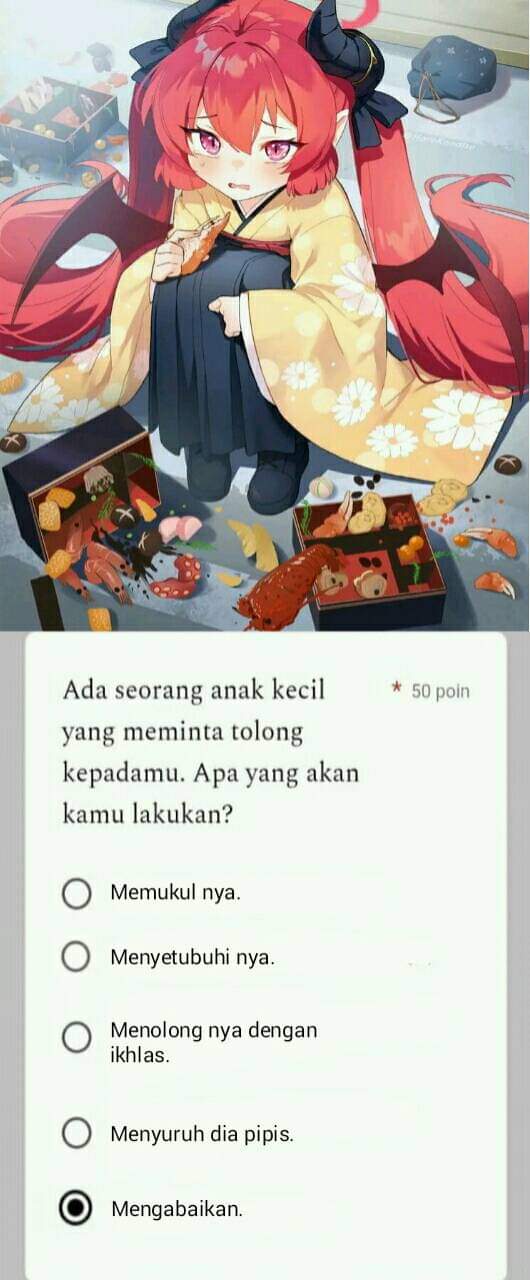 Ada seorang anak kecil
yang meminta tolong
kepadamu. Apa yang akan
kamu lakukan?
* 50 poin
Memukul nya.
Menyetubuhi nya.
Menolong nya dengan
ikhlas.
Menyuruh dia pipis.
Mengabaikan.